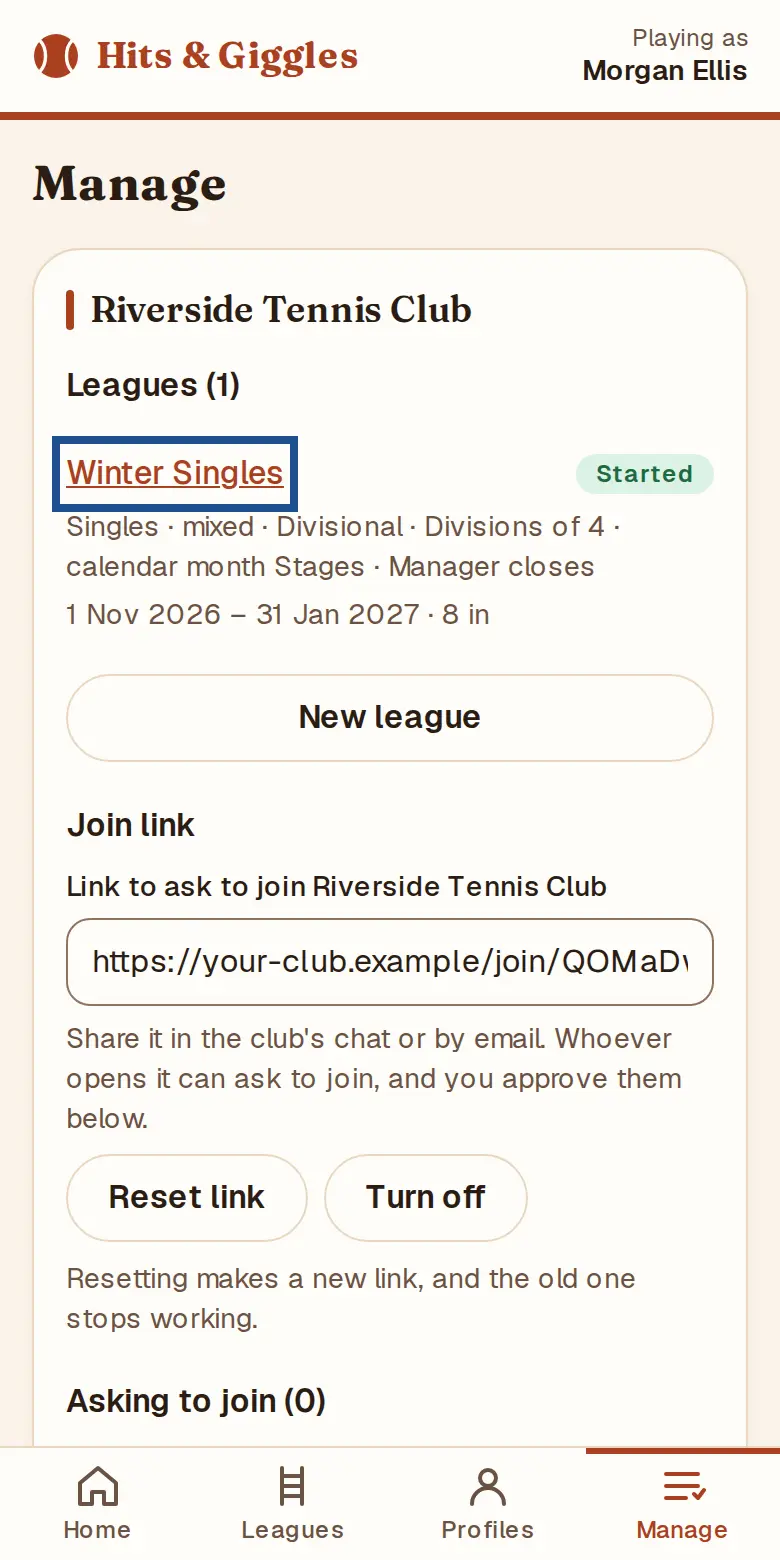 Hits & Giggles
Playing as
Morgan Ellis
Manage
Riverside Tennis Club
Leagues (1)
Winter Singles
Started
Singles · mixed · Divisional · Divisions of 4 ·
calendar month Stages · Manager closes
1 Nov 2026 – 31 Jan 2027 · 8 in
New league
Join link
Link to ask to join Riverside Tennis Club
https://your-club.example/join/QOMaDv
Share it in the club's chat or by email. Whoever
opens it can ask to join, and you approve them
below.
Reset link
Turn off
Resetting makes a new link, and the old one
stops working.
Asking to join (0)
Home
Leagues
Profiles
Manage